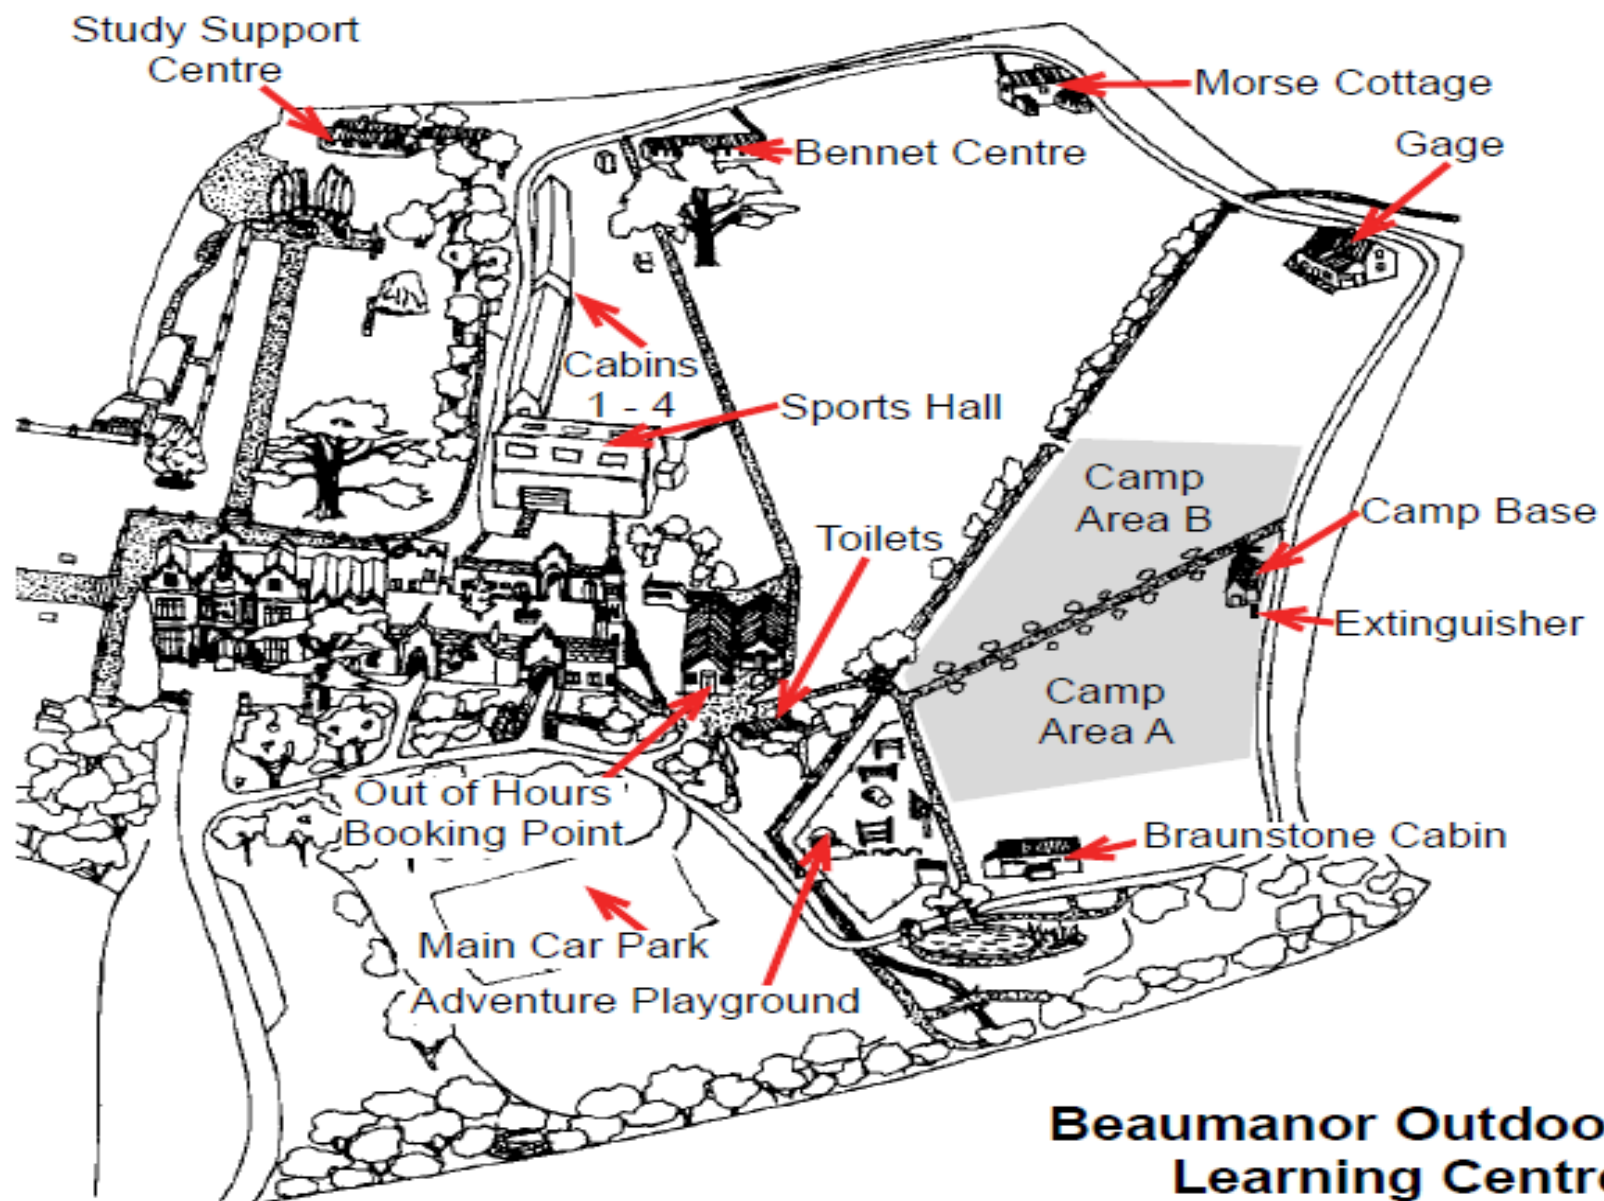 Study Support
Centre
Morse Cottage
Gage
Bennet Centre
Cabins
1 - 4
Sports Hall
Camp
Area B
Camp Base
Toilets
Extinguisher
Camp
Area A
Out of Hours
Booking Point
Braunstone Cabin
Main Car Park
Adventure Playground
Beaumanor Outdoo
Learning Centre